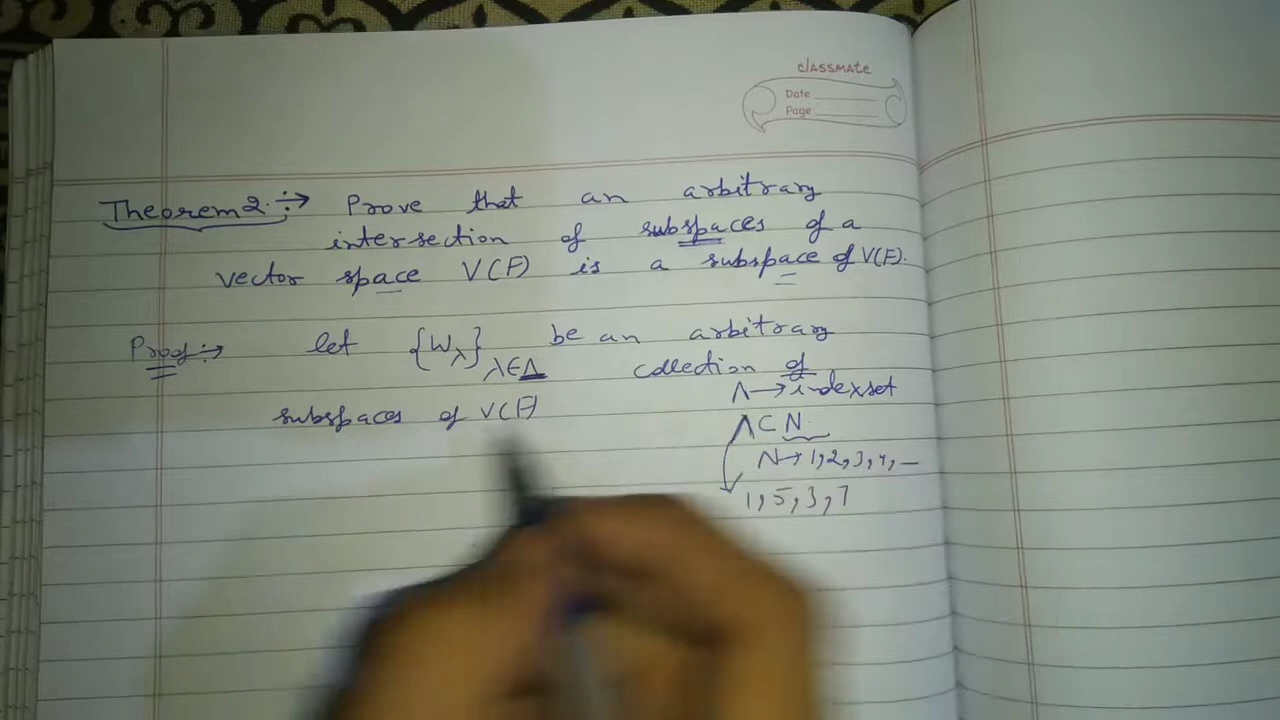 classmate
Date
Page
Theorem 2 :→ Prove that an arbitrary
intersection of subspaces of a
vector space V(F) is a subspace of V(F).
Proof :→ let {Wλ}λ∈Λ be an arbitrary
collection of
Λ → index set
subspaces of V(F)
Λ ⊂ N
N → 1, 2, 3, 4, —
1, 5, 3, 7